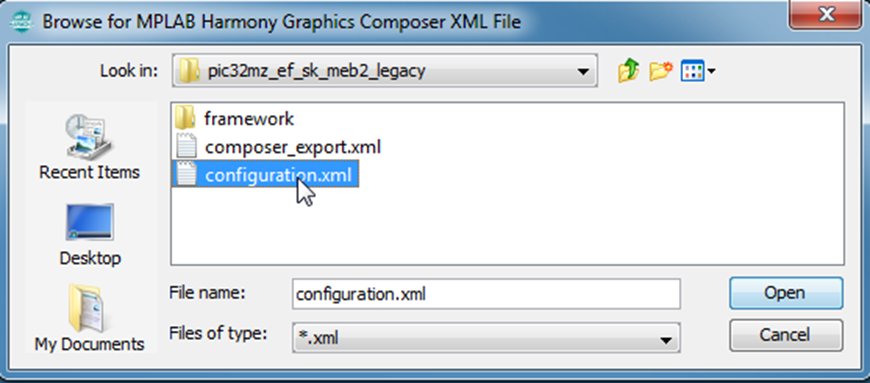 Browse for MPLAB Harmony Graphics Composer XML File
Look in: pic32mz_ef_sk_meb2_legacy
framework
composer_export.xml
configuration.xml
Recent Items
Desktop
My Documents
File name: configuration.xml Open
Files of type: *.xml Cancel